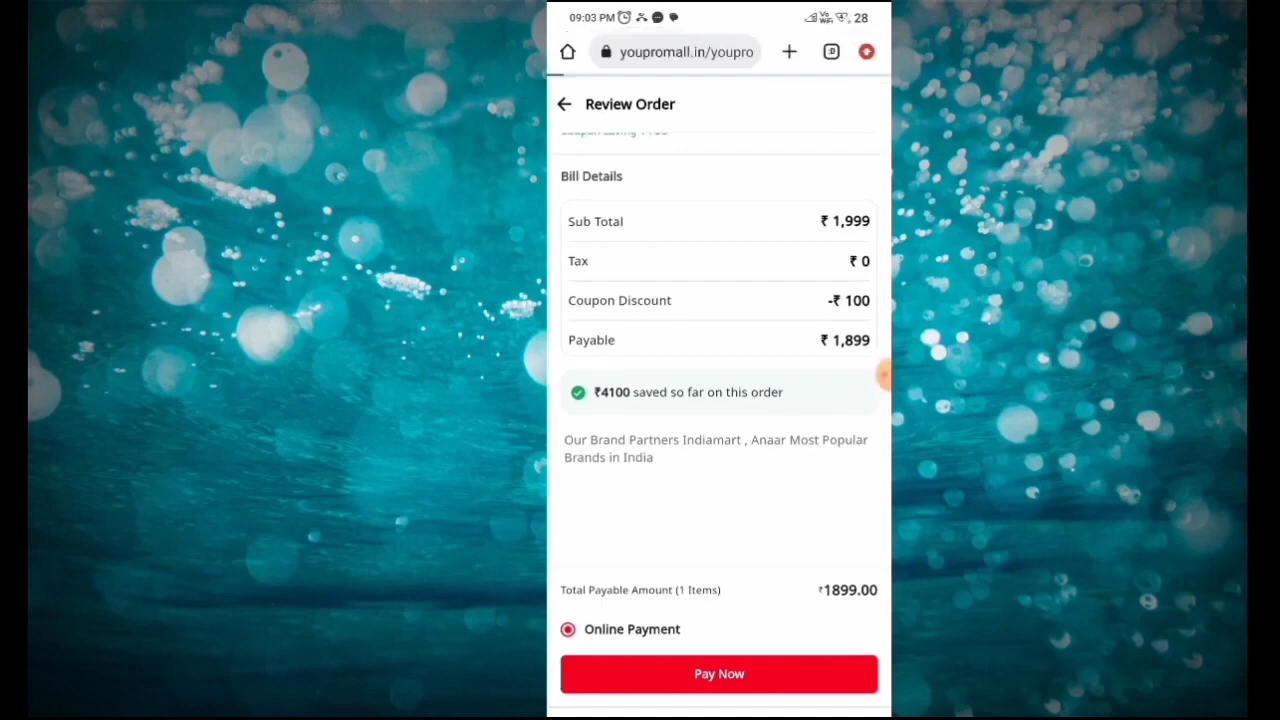 09:03 PM 28
youpromall.in/youpro
Review Order
Bill Details
Sub Total ₹ 1,999
Tax ₹ 0
Coupon Discount -₹ 100
Payable ₹ 1,899
₹4100 saved so far on this order
Our Brand Partners Indiamart , Anaar Most Popular
Brands in India
Total Payable Amount (1 Items) ₹1899.00
Online Payment
Pay Now